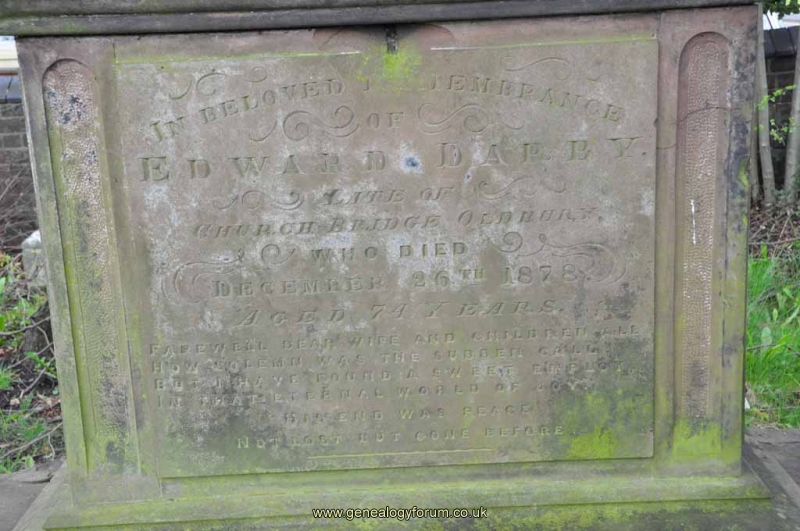 IN BELOVED REMEMBRANCE
OF
EDWARD DARBY.
LATE OF
CHURCH BRIDGE OLDBURY,
WHO DIED
DECEMBER 26TH 1878.
AGED 74 YEARS.
FAREWELL DEAR WIFE AND CHILDREN ALL
HOW SOLEMN WAS THE SUDDEN CALL
BUT I HAVE FOUND A SWEET EMPLOY
IN THAT ETERNAL WORLD OF JOY
HIS END WAS PEACE
NOT LOST BUT GONE BEFORE
www.genealogyforum.co.uk